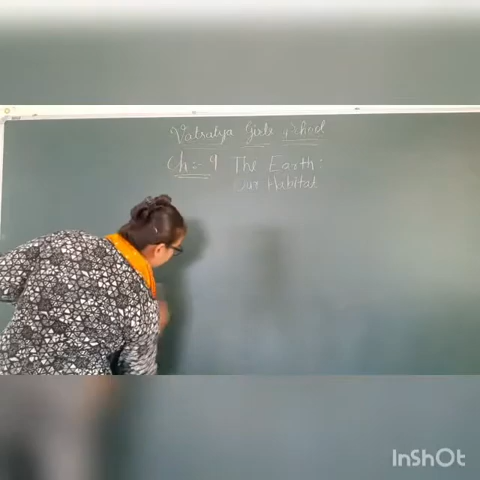 Vatsalya Girls School
Ch:- 9 The Earth:
Our Habitat
InShOt